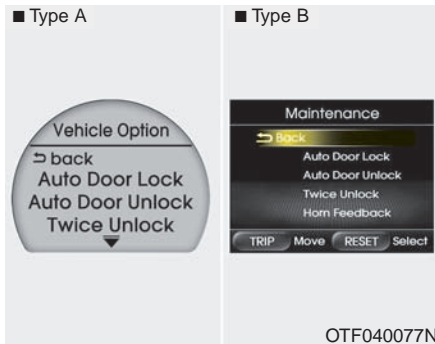 ■ Type A
Vehicle Option
⮌ back
Auto Door Lock
Auto Door Unlock
Twice Unlock
▼
■ Type B
Maintenance
⮌ Back
Auto Door Lock
Auto Door Unlock
Twice Unlock
Horn Feedback
TRIP Move RESET Select
OTF040077N